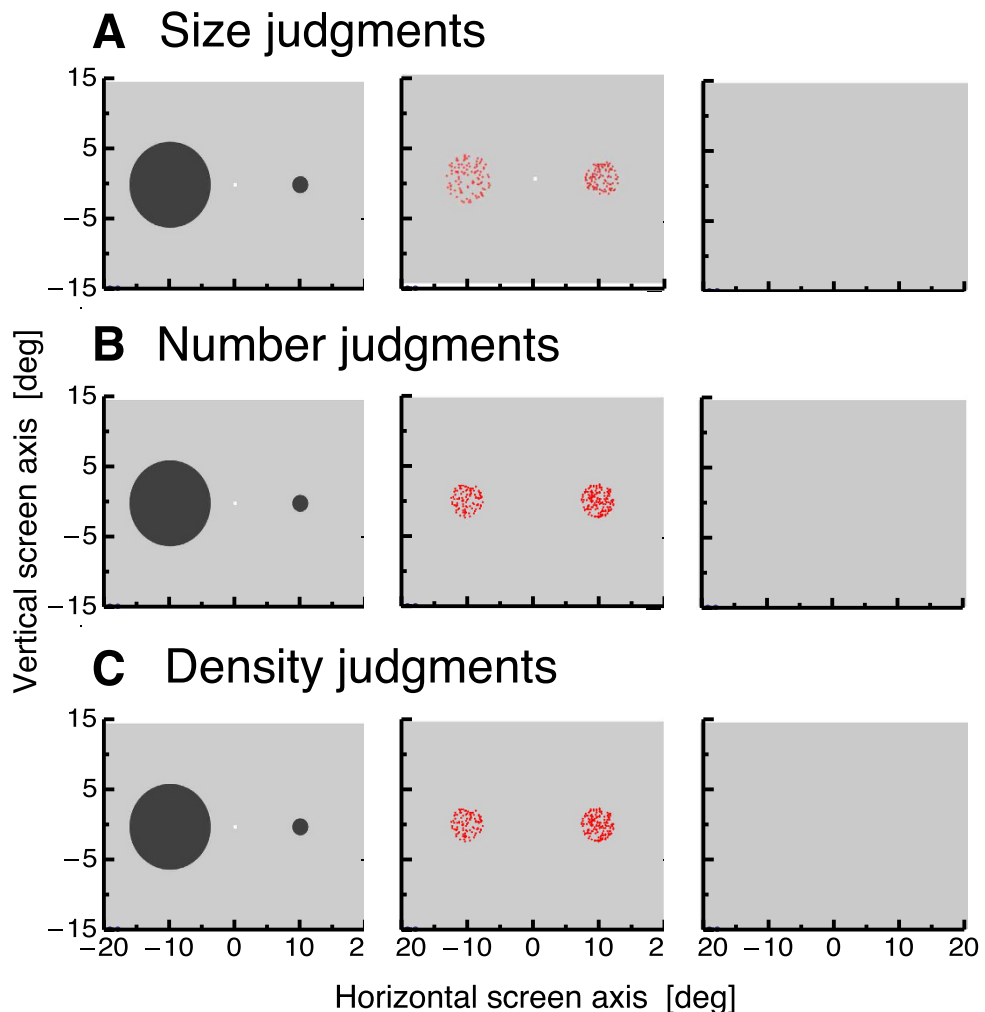 A Size judgments
15
5
−5
−15
B Number judgments
15
5
−5
−15
C Density judgments
15
5
−5
−15
−20 −10 0 10 2
−10 0 10 2
20 −10 0 10 20
Vertical screen axis [deg]
Horizontal screen axis [deg]